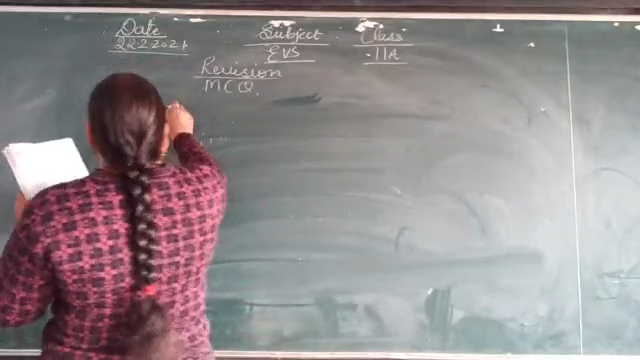 Date Subject Class
22.2.2021 EVS IIA
Revision
MCQ.